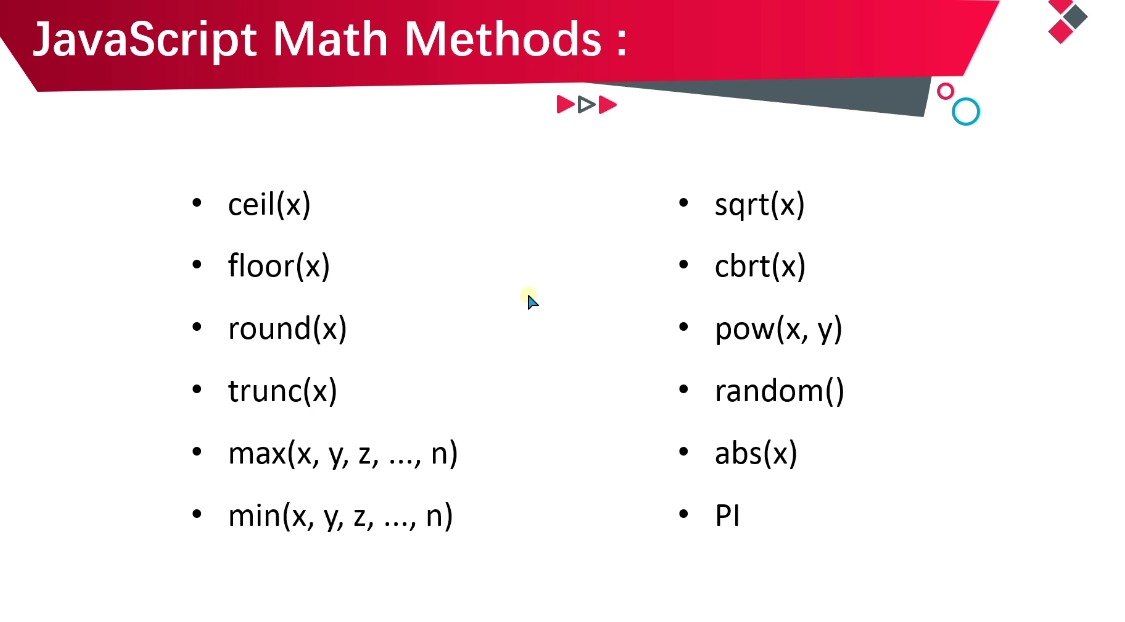 JavaScript Math Methods :
• ceil(x)
• floor(x)
• round(x)
• trunc(x)
• max(x, y, z, ..., n)
• min(x, y, z, ..., n)
• sqrt(x)
• cbrt(x)
• pow(x, y)
• random()
• abs(x)
• PI